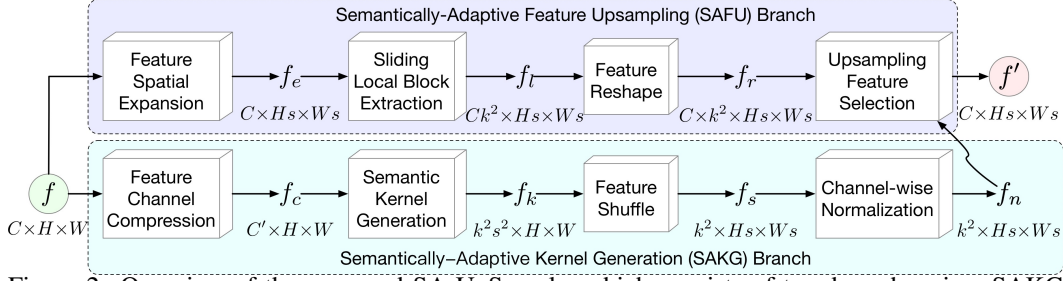 Semantically-Adaptive Feature Upsampling (SAFU) Branch
Feature
Spatial
Expansion
f_e
C×Hs×Ws
Sliding
Local Block
Extraction
f_l
Ck²×Hs×Ws
Feature
Reshape
f_r
C×k²×Hs×Ws
Upsampling
Feature
Selection
f′
C×Hs×Ws
f
C×H×W
Feature
Channel
Compression
f_c
C′×H×W
Semantic
Kernel
Generation
f_k
k²s²×H×W
Feature
Shuffle
f_s
k²×Hs×Ws
Channel-wise
Normalization
f_n
k²×Hs×Ws
Semantically–Adaptive Kernel Generation (SAKG) Branch